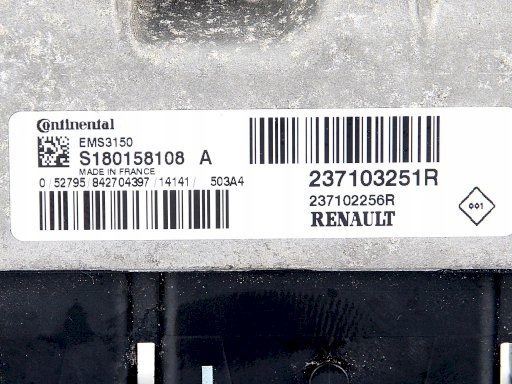 Continental
EMS3150
S180158108 A
MADE IN FRANCE
0/52795/842704397/14141/ 503A4
237103251R
237102256R
RENAULT
001